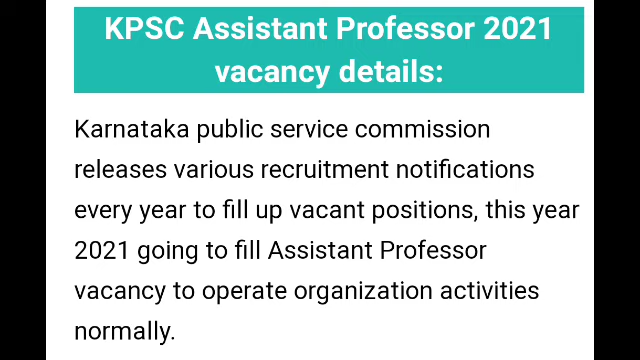 KPSC Assistant Professor 2021
vacancy details:
Karnataka public service commission
releases various recruitment notifications
every year to fill up vacant positions, this year
2021 going to fill Assistant Professor
vacancy to operate organization activities
normally.